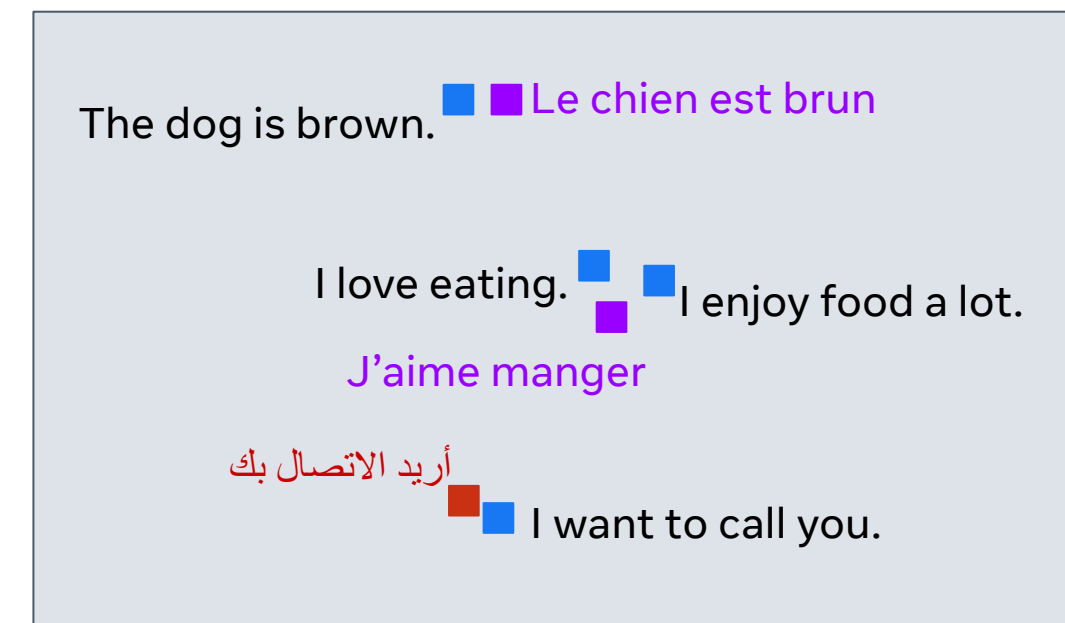 The dog is brown.
Le chien est brun
I love eating.
I enjoy food a lot.
J’aime manger
أريد الاتصال بك
I want to call you.